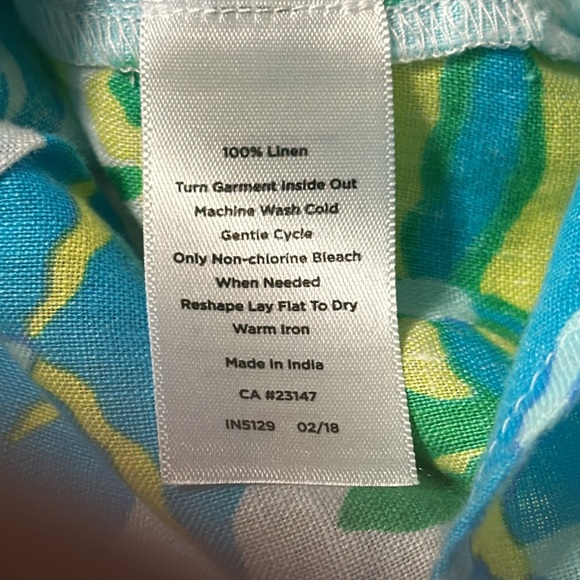 100% Linen
Turn Garment Inside Out
Machine Wash Cold
Gentle Cycle
Only Non-chlorine Bleach
When Needed
Reshape Lay Flat To Dry
Warm Iron
Made In India
CA #23147
IN5129 02/18